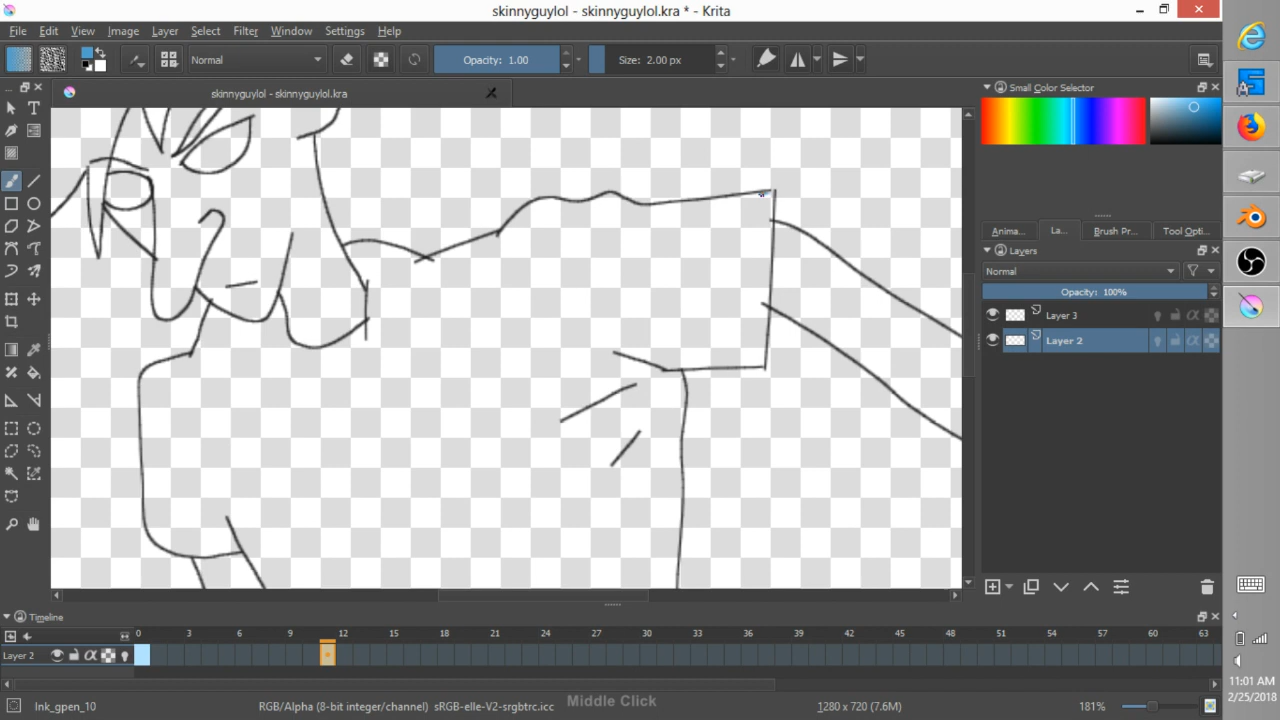 skinnyguylol - skinnyguylol.kra * - Krita
File Edit View Image Layer Select Filter Tools Window Settings Help
Normal Opacity: 1.00 Size: 2.00 px
skinnyguylol - skinnyguylol.kra
Small Color Selector
Anima... La... Brush Pr... Tool Opti...
Layers
Normal
Opacity: 100%
Layer 3
Layer 2
Timeline
0 3 6 9 12 15 18 21 24 27 30 33 36 39 42 45 48 51 54 57 60 63
Layer 2
Ink_gpen_10 RGB/Alpha (8-bit integer/channel) sRGB-elle-V2-srgbtrc.icc Middle Click 1280 x 720 (7.6M) 181%
11:01 AM
2/25/2018